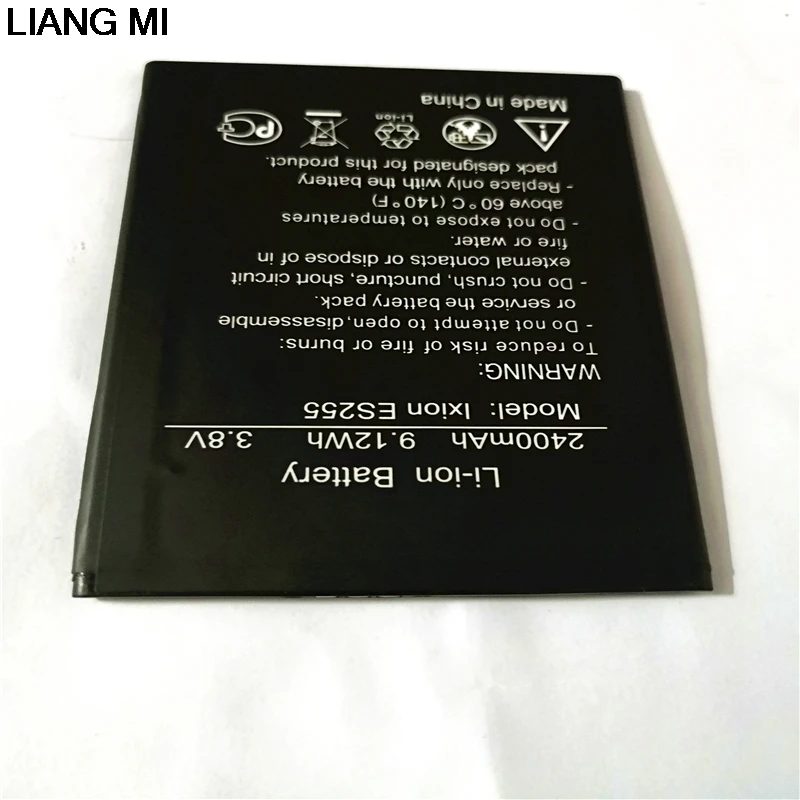 LIANG MI
Li-ion Battery
2400mAh 9.12Wh 3.8V
Model: Ixion ES255
WARNING:
To reduce risk of fire or burns:
- Do not attempt to open, disassemble
or service the battery pack.
- Do not crush, puncture, short circuit
external contacts or dispose of in
fire or water.
- Do not expose to temperatures
above 60°C (140°F)
- Replace only with the battery
pack designated for this product.
Li-ion
Made in China